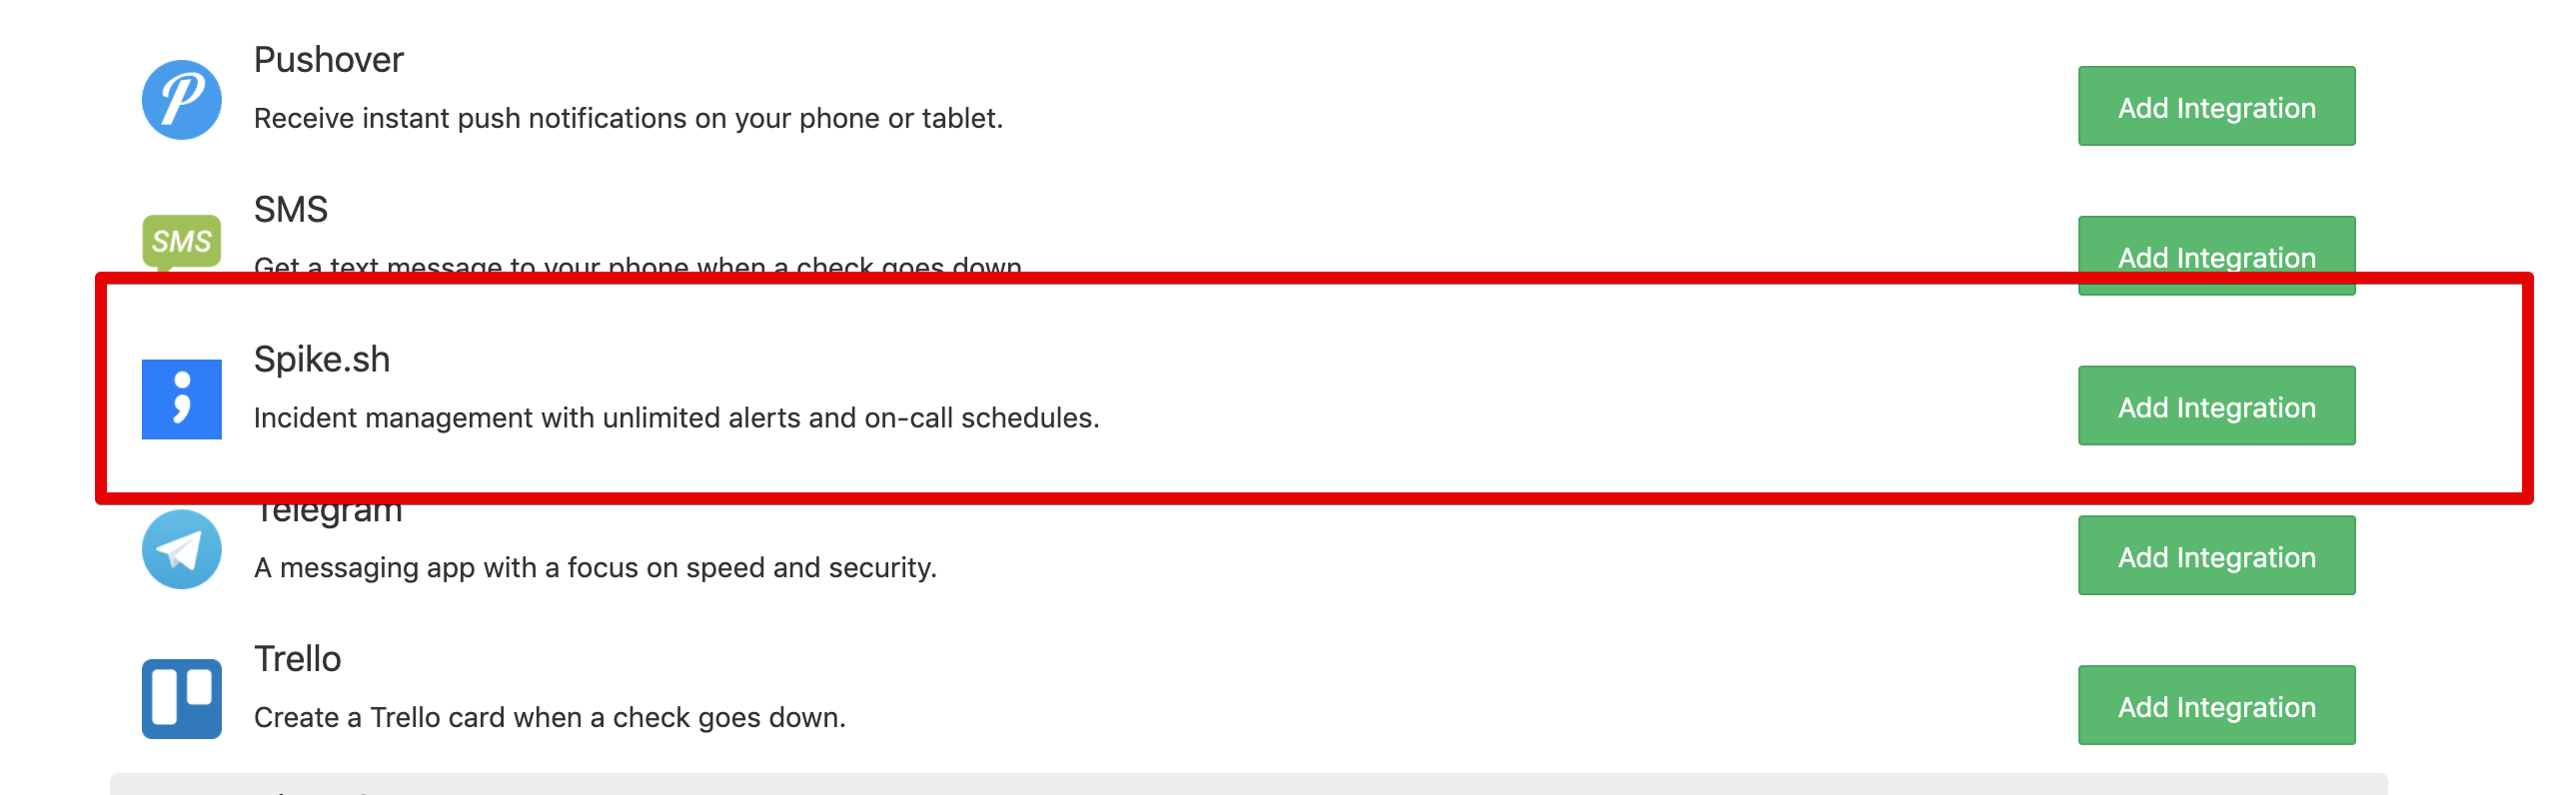 Pushover
Receive instant push notifications on your phone or tablet.
Add Integration
SMS
SMS
Get a text message to your phone when a check goes down
Add Integration
Spike.sh
Incident management with unlimited alerts and on-call schedules.
Add Integration
Telegram
A messaging app with a focus on speed and security.
Add Integration
Trello
Create a Trello card when a check goes down.
Add Integration